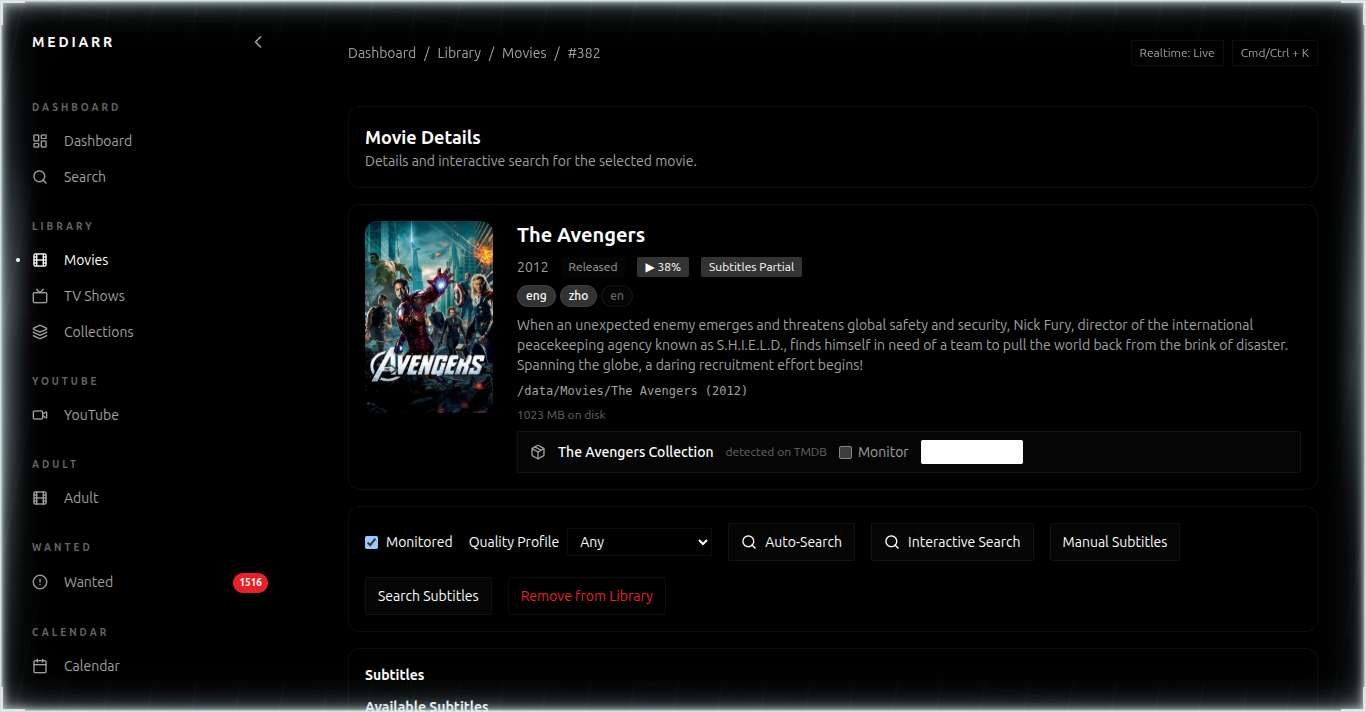 MEDIARR
Dashboard / Library / Movies / #382
Realtime: Live
Cmd/Ctrl + K
DASHBOARD
Dashboard
Search
LIBRARY
Movies
TV Shows
Collections
YOUTUBE
YouTube
ADULT
Adult
WANTED
Wanted
1516
CALENDAR
Calendar
Movie Details
Details and interactive search for the selected movie.
AVENGERS
The Avengers
2012 Released ▶ 38% Subtitles Partial
eng zho en
When an unexpected enemy emerges and threatens global safety and security, Nick Fury, director of the international
peacekeeping agency known as S.H.I.E.L.D., finds himself in need of a team to pull the world back from the brink of disaster.
Spanning the globe, a daring recruitment effort begins!
/data/Movies/The Avengers (2012)
1023 MB on disk
The Avengers Collection detected on TMDB Monitor
Monitored Quality Profile Any Auto-Search Interactive Search Manual Subtitles
Search Subtitles Remove from Library
Subtitles
Available Subtitles